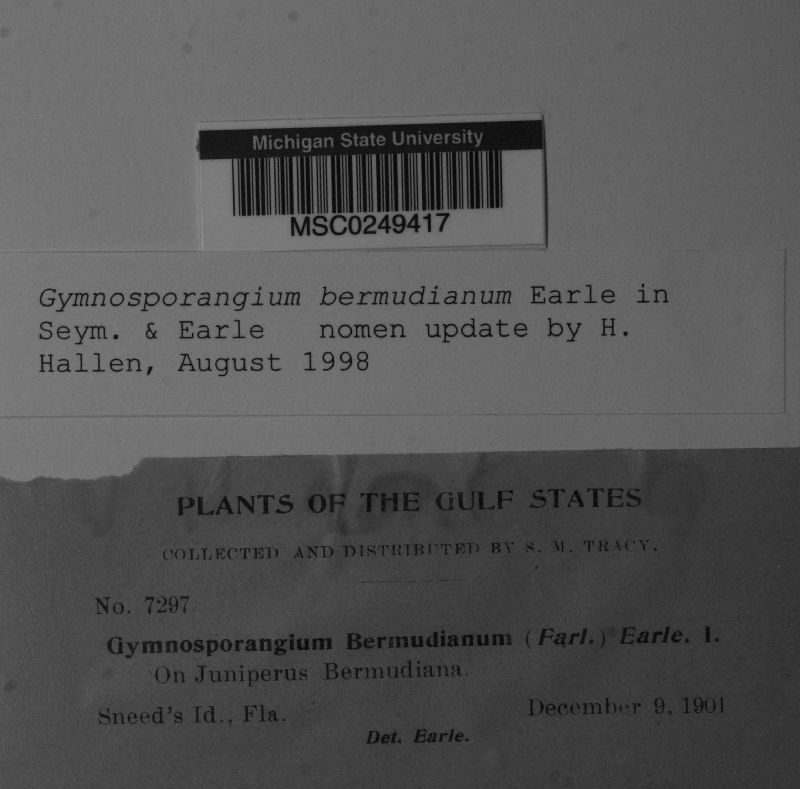 Michigan State University
MSC0249417
Gymnosporangium bermudianum Earle in
Seym. & Earle nomen update by H.
Hallen, August 1998
PLANTS OF THE GULF STATES
COLLECTED AND DISTRIBUTED BY S. M. TRACY.
No. 7297
Gymnosporangium Bermudianum (Farl.) Earle. I.
On Juniperus Bermudiana.
Sneed's Id., Fla. December 9, 1901
Det. Earle.